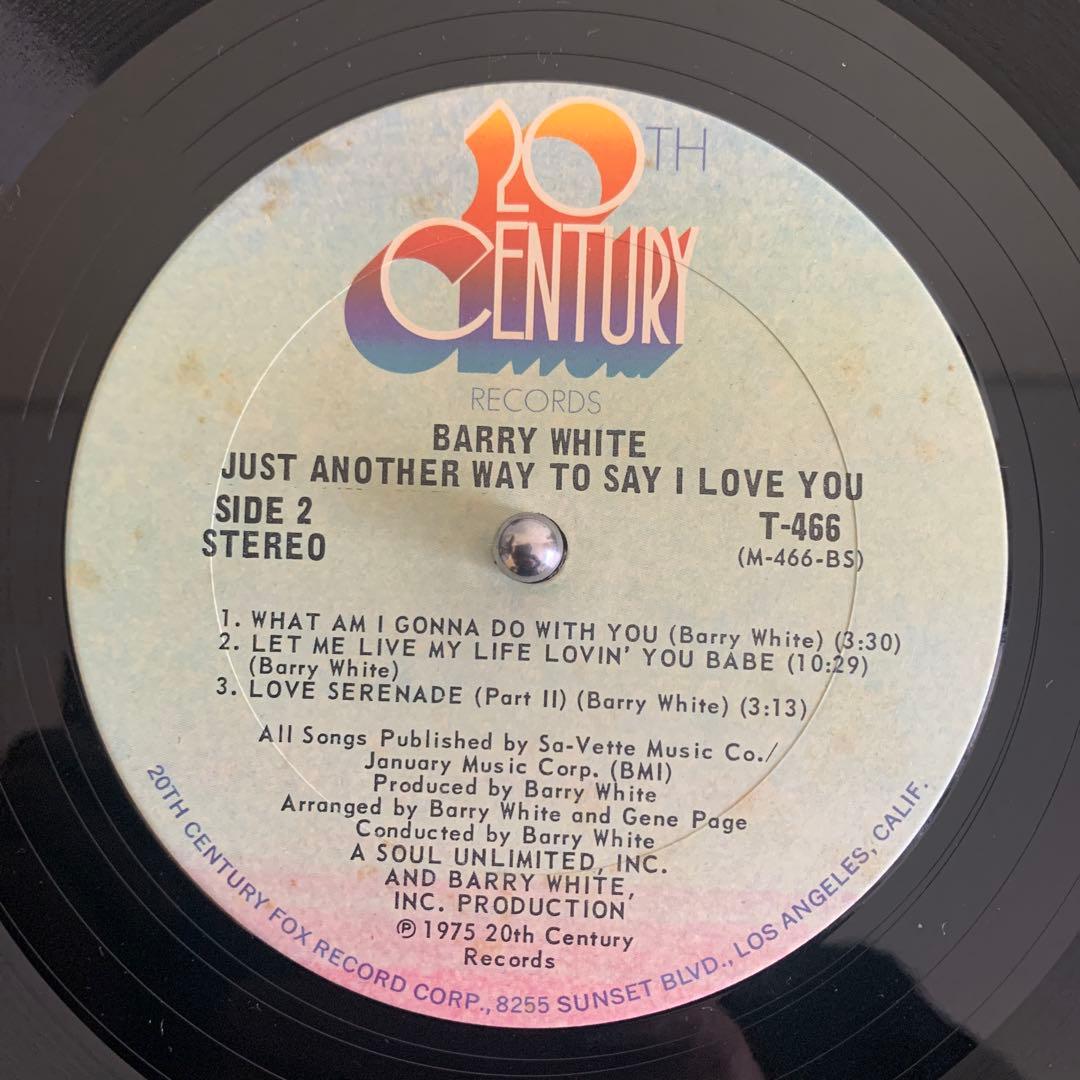 20TH
CENTURY
RECORDS
BARRY WHITE
JUST ANOTHER WAY TO SAY I LOVE YOU
SIDE 2
STEREO
T-466
(M-466-BS)
1. WHAT AM I GONNA DO WITH YOU (Barry White) (3:30)
2. LET ME LIVE MY LIFE LOVIN' YOU BABE (10:29)
(Barry White)
3. LOVE SERENADE (Part II) (Barry White) (3:13)
All Songs Published by Sa-Vette Music Co./
January Music Corp. (BMI)
Produced by Barry White
Arranged by Barry White and Gene Page
Conducted by Barry White
A SOUL UNLIMITED, INC.
AND BARRY WHITE,
INC. PRODUCTION
℗ 1975 20th Century
Records
20TH CENTURY FOX RECORD CORP., 8255 SUNSET BLVD., LOS ANGELES, CALIF.